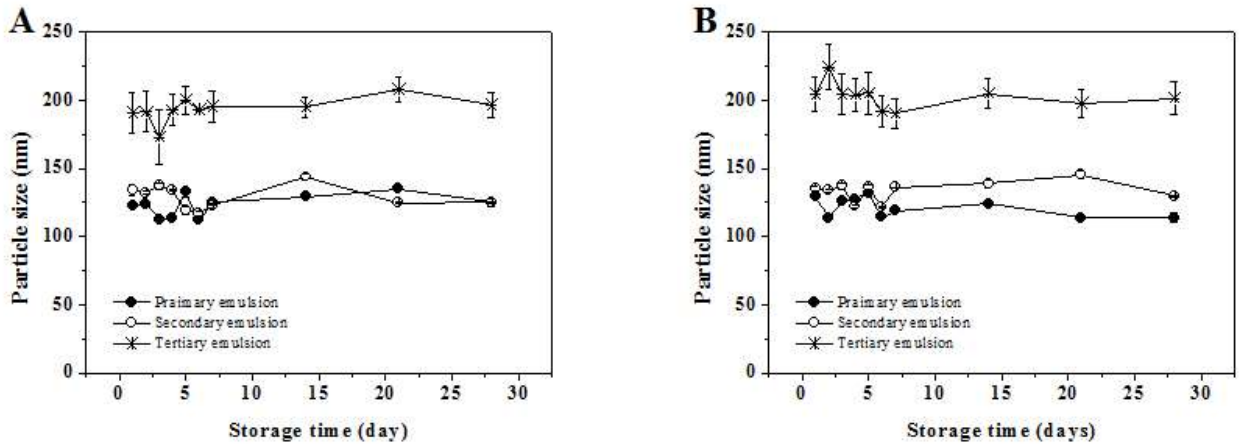 A
250
200
150
100
50
0
Particle size (nm)
Praimary emulsion
Secondary emulsion
Tertiary emulsion
0 5 10 15 20 25 30
Storage time (day)
B
250
200
150
100
50
0
Particle size (nm)
Praimary emulsion
Secondary emulsion
Tertiary emulsion
0 5 10 15 20 25 30
Storage time (days)